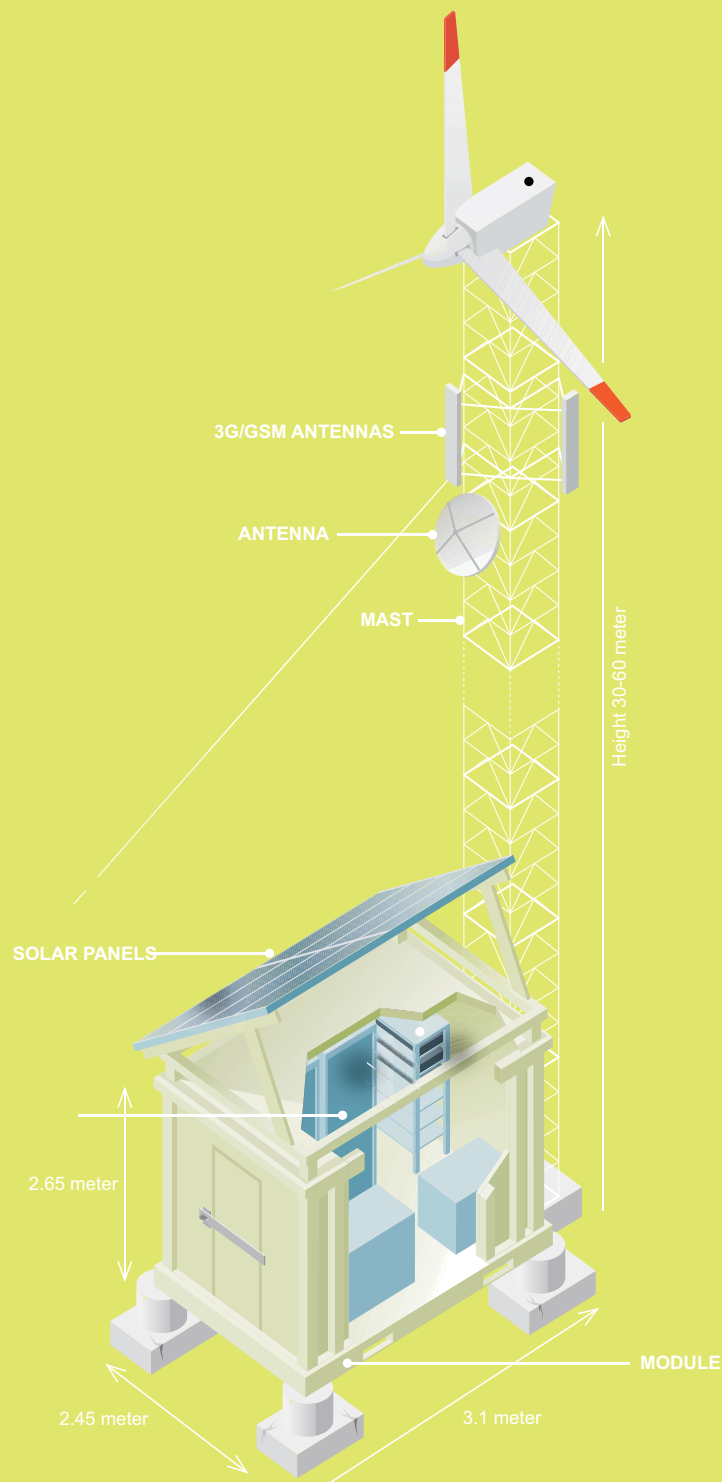 3G/GSM ANTENNAS
ANTENNA
MAST
Height 30-60 meter
SOLAR PANELS
2.65 meter
MODULE
2.45 meter
3.1 meter